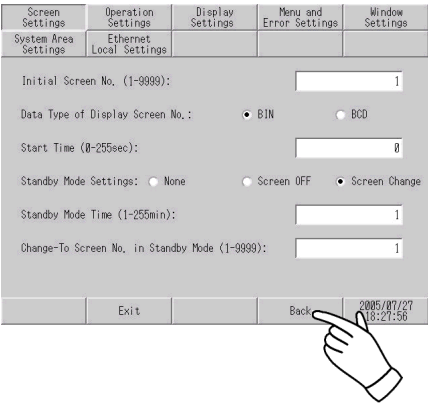 Screen Settings
Operation Settings
Display Settings
Menu and Error Settings
Window Settings
System Area Settings
Ethernet Local Settings
Initial Screen No. (1-9999): 1
Data Type of Display Screen No.: BIN BCD
Start Time (0-255sec): 0
Standby Mode Settings: None Screen OFF Screen Change
Standby Mode Time (1-255min): 1
Change-To Screen No. in Standby Mode (1-9999): 1
Exit
Back
2005/07/27
18:27:56